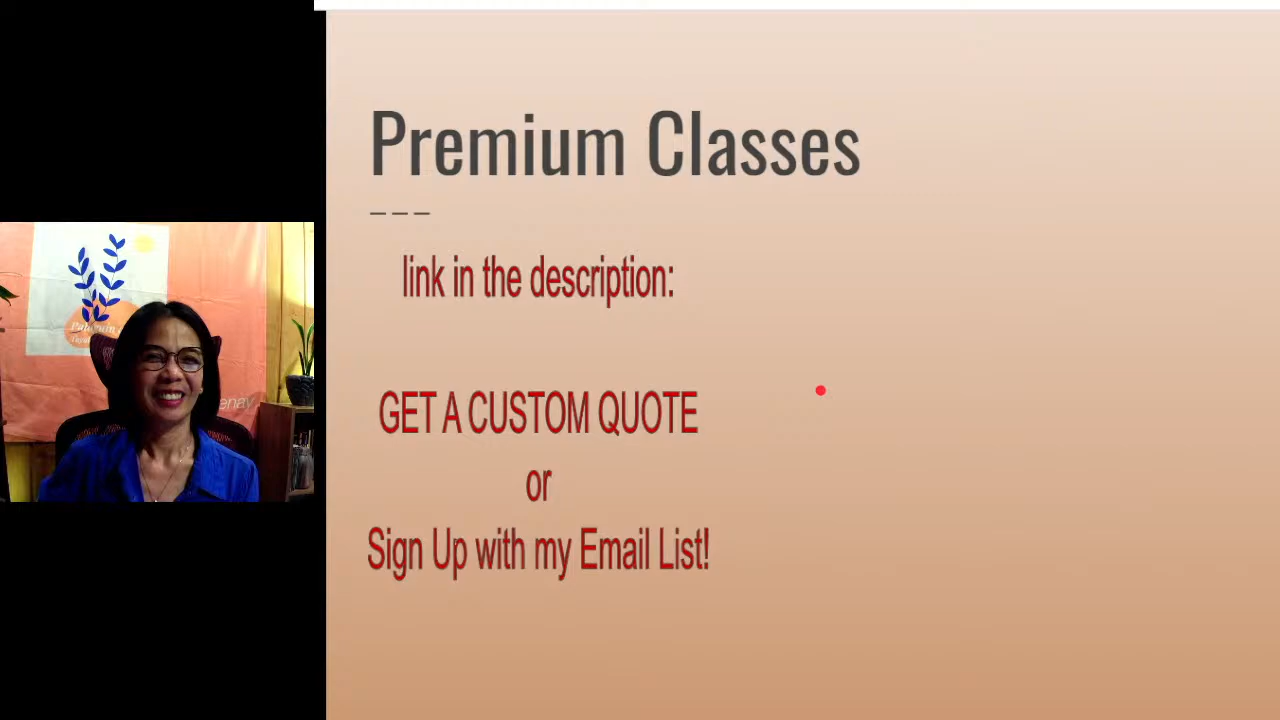 Premium Classes
link in the description:
GET A CUSTOM QUOTE
or
Sign Up with my Email List!